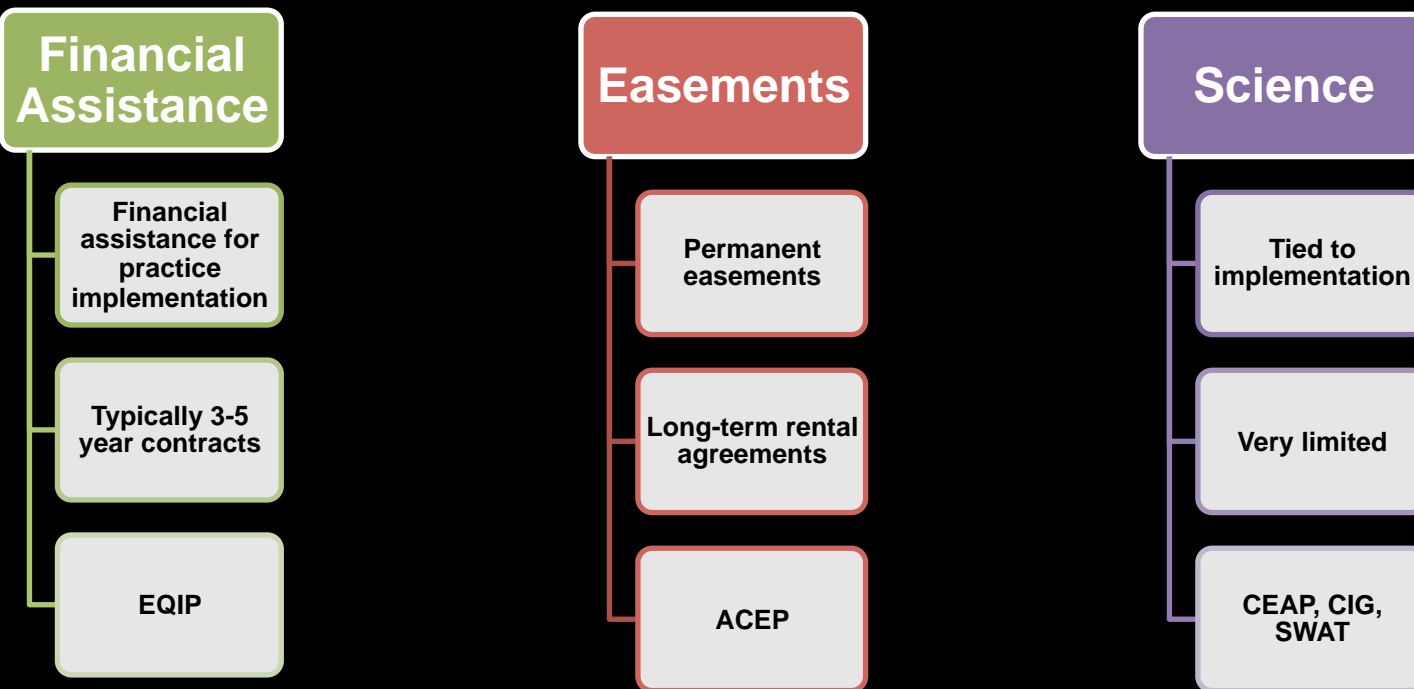 Financial
Assistance
Financial
assistance for
practice
implementation
Typically 3-5
year contracts
EQIP
Easements
Permanent
easements
Long-term rental
agreements
ACEP
Science
Tied to
implementation
Very limited
CEAP, CIG,
SWAT